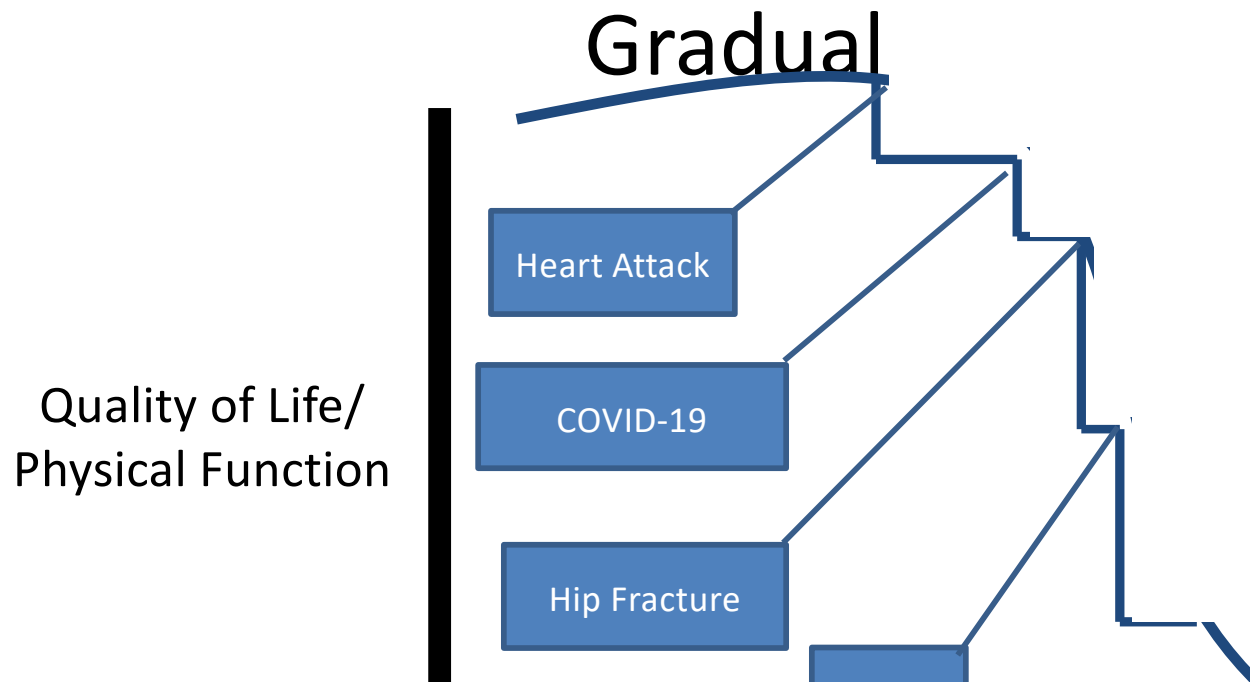 Gradual
Heart Attack
COVID-19
Quality of Life/
Physical Function
Hip Fracture